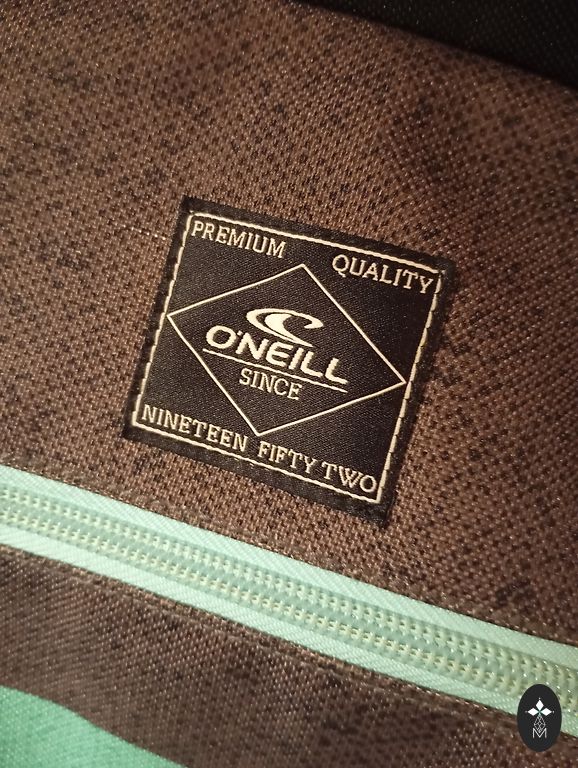 PREMIUM QUALITY
O'NEILL
SINCE
NINETEEN FIFTY TWO
M